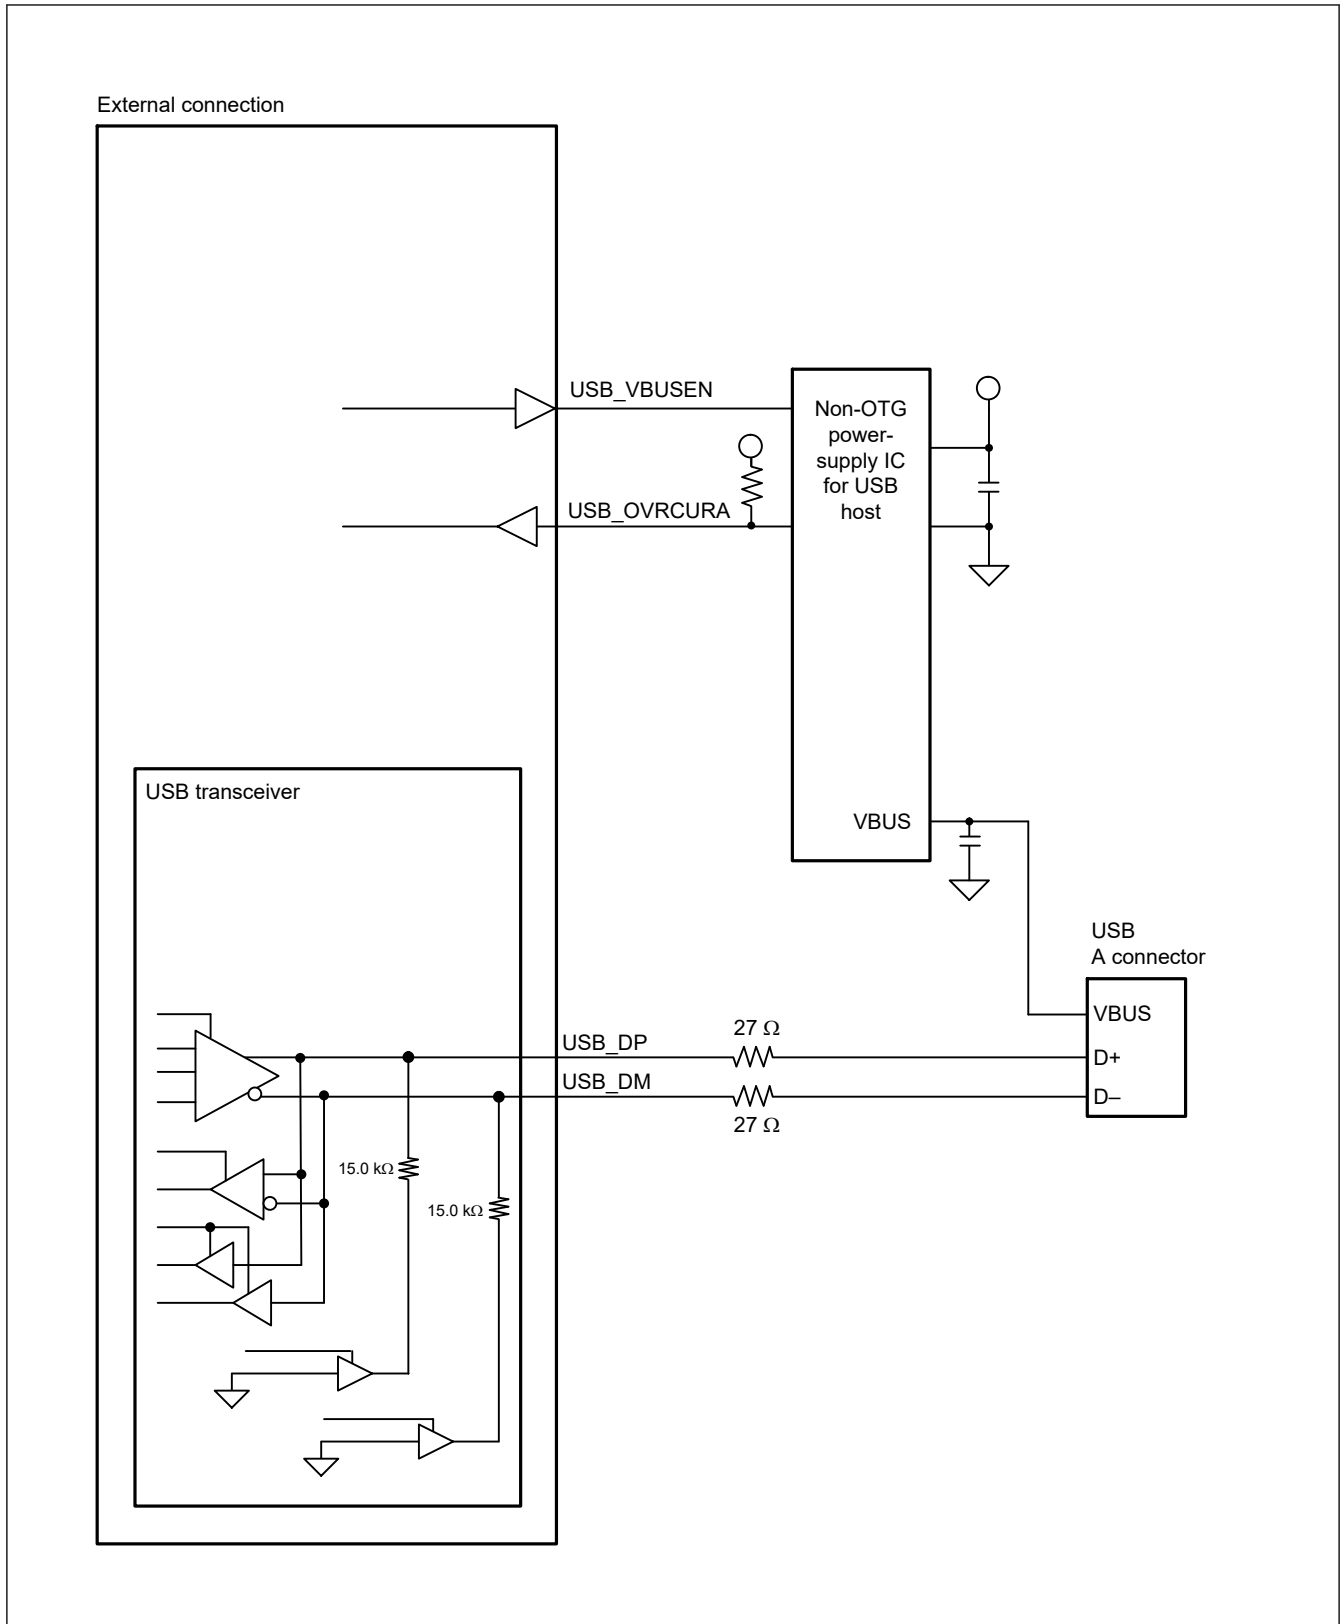 External connection
USB_VBUSEN
Non-OTG
power-
supply IC
for USB
host
USB_OVRCURA
USB transceiver
VBUS
USB
A connector
VBUS
27 Ω
USB_DP
D+
USB_DM
D–
27 Ω
15.0 kΩ
15.0 kΩ